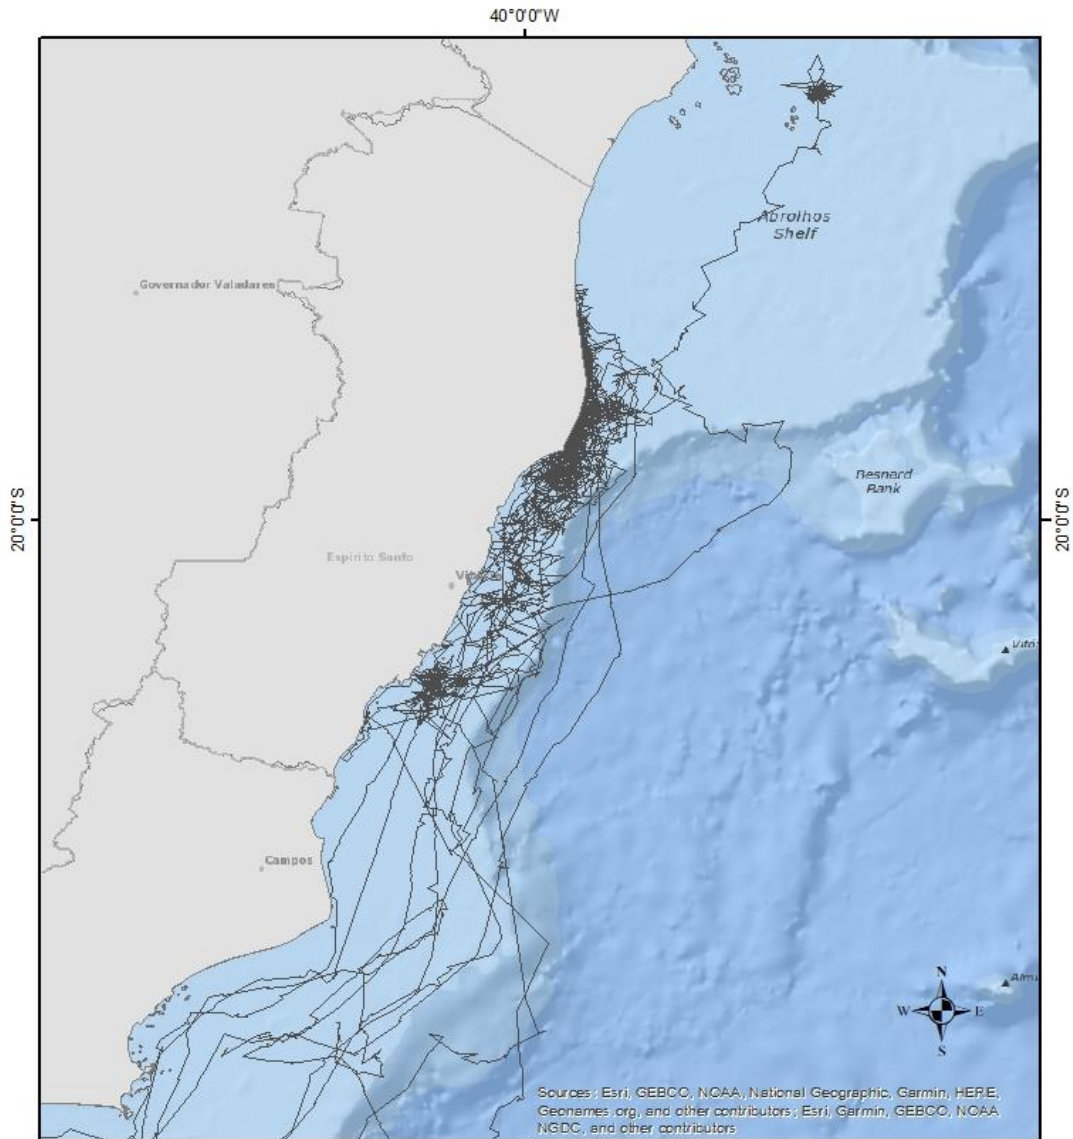 40°0'0"W
Abrolhos
Shelf
Governador Valadares
Besnard
Bank
20°0'0"S
20°0'0"S
Espírito Santo
Campos
N
W E
S
Sources: Esri, GEBCO, NOAA, National Geographic, Garmin, HERE,
Geonames.org, and other contributors; Esri, Garmin, GEBCO, NOAA
NGDC, and other contributors